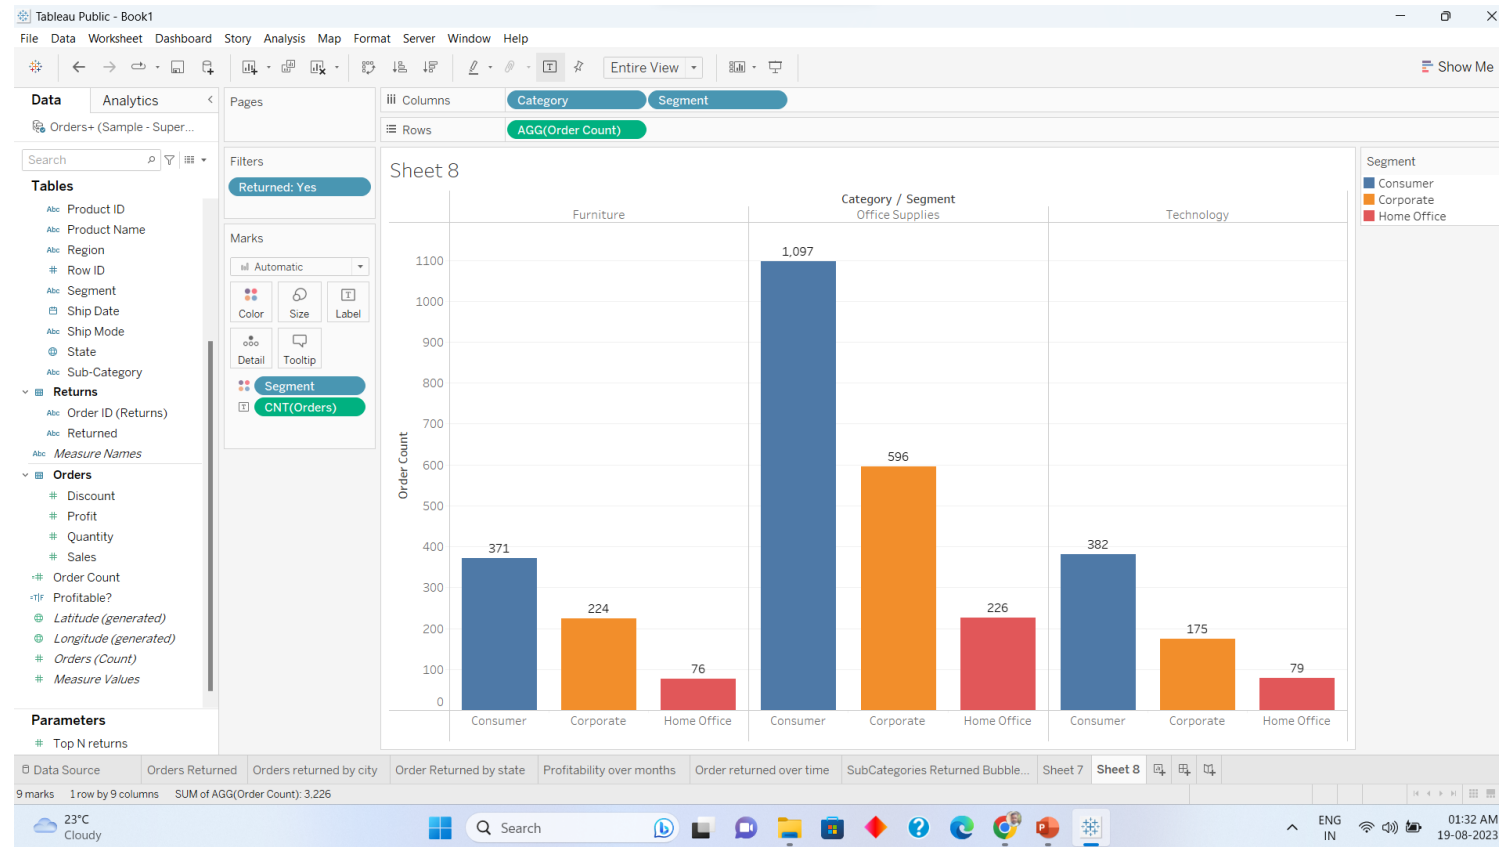 Tableau Public - Book1
File Data Worksheet Dashboard Story Analysis Map Format Server Window Help
Entire View
Show Me
Data
Analytics
Orders+ (Sample - Super...
Search
Tables
Abc Product ID
Abc Product Name
Abc Region
# Row ID
Abc Segment
Ship Date
Abc Ship Mode
State
Abc Sub-Category
Returns
Abc Order ID (Returns)
Abc Returned
Abc Measure Names
Orders
# Discount
# Profit
# Quantity
# Sales
=# Order Count
=T|F Profitable?
Latitude (generated)
Longitude (generated)
# Orders (Count)
# Measure Values
Parameters
# Top N returns
Pages
Filters
Returned: Yes
Marks
Automatic
Color Size Label
Detail Tooltip
Segment
CNT(Orders)
Columns Category Segment
Rows AGG(Order Count)
Sheet 8
Category / Segment
Furniture Office Supplies Technology
Order Count
1100
1000
900
800
700
600
500
400
300
200
100
0
371 224 76 1,097 596 226 382 175 79
Consumer Corporate Home Office Consumer Corporate Home Office Consumer Corporate Home Office
Segment
Consumer
Corporate
Home Office
Data Source Orders Returned Orders returned by city Order Returned by state Profitability over months Order returned over time SubCategories Returned Bubble... Sheet 7 Sheet 8
9 marks 1 row by 9 columns SUM of AGG(Order Count): 3,226
23°C
Cloudy
Search
ENG
IN
01:32 AM
19-08-2023